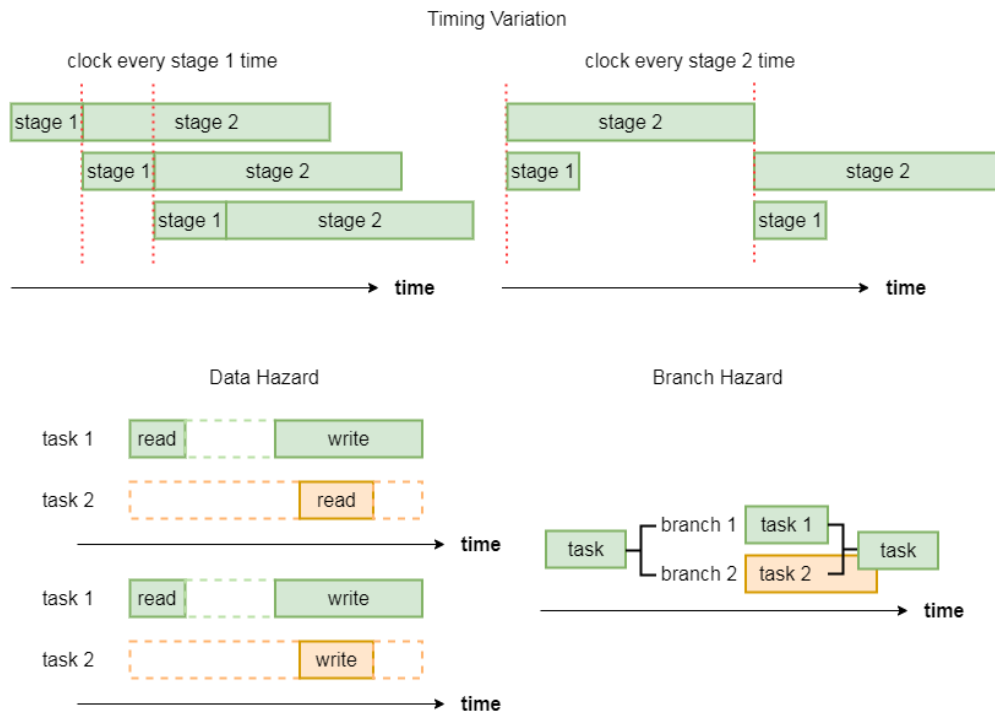 Timing Variation
clock every stage 1 time
stage 1 stage 2
stage 1 stage 2
stage 1 stage 2
time
clock every stage 2 time
stage 2
stage 1
stage 2
stage 1
time
Data Hazard
task 1 read write
task 2 read
time
task 1 read write
task 2 write
time
Branch Hazard
task
branch 1 task 1
branch 2 task 2
task
time